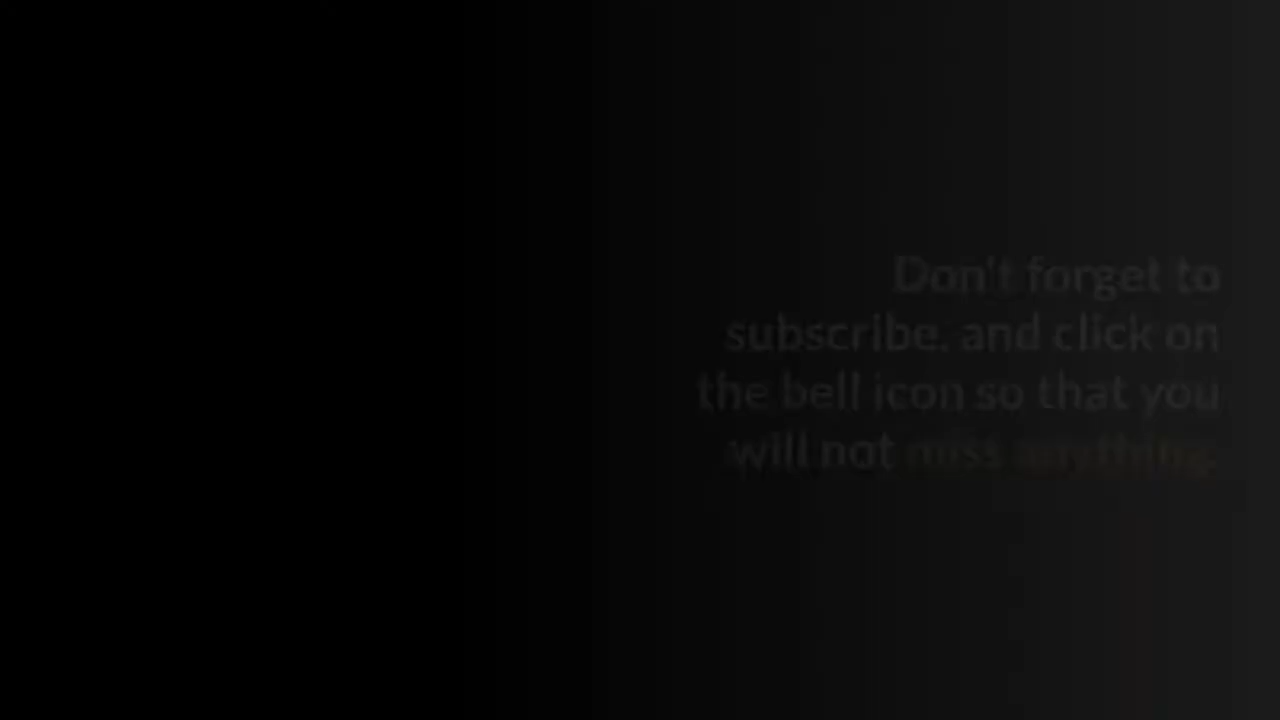 Don't forget to
subscribe. and click on
the bell icon so that you
will not miss anything.